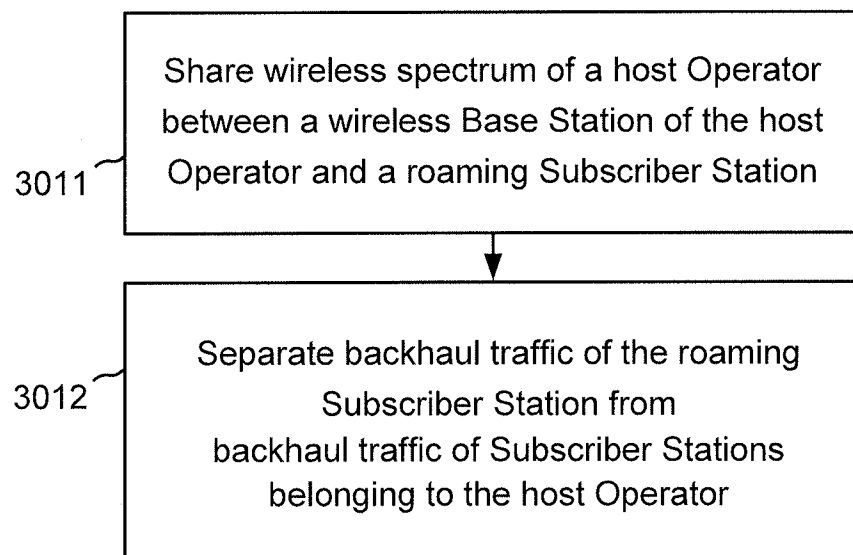 Share wireless spectrum of a host Operator
between a wireless Base Station of the host
Operator and a roaming Subscriber Station
3011
Separate backhaul traffic of the roaming
Subscriber Station from
backhaul traffic of Subscriber Stations
belonging to the host Operator
3012